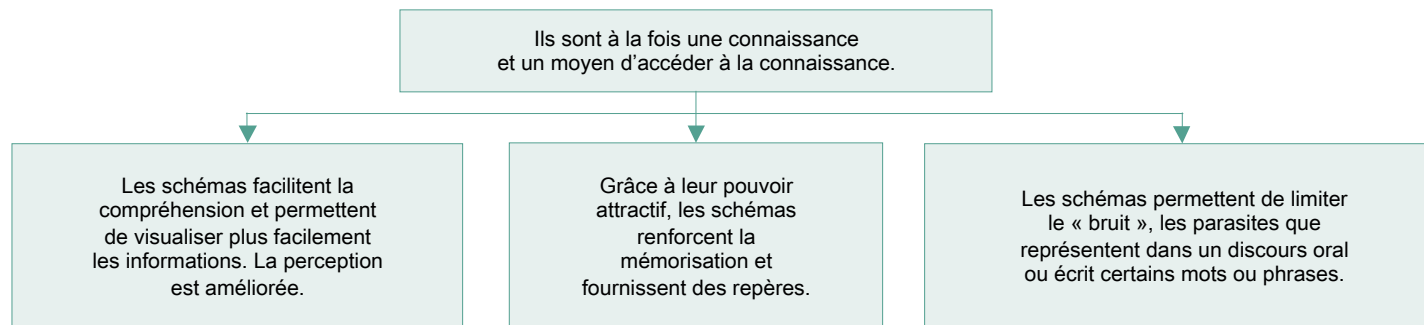 Ils sont à la fois une connaissance
et un moyen d’accéder à la connaissance.
Les schémas facilitent la
compréhension et permettent
de visualiser plus facilement
les informations. La perception
est améliorée.
Grâce à leur pouvoir
attractif, les schémas
renforcent la
mémorisation et
fournissent des repères.
Les schémas permettent de limiter
le « bruit », les parasites que
représentent dans un discours oral
ou écrit certains mots ou phrases.